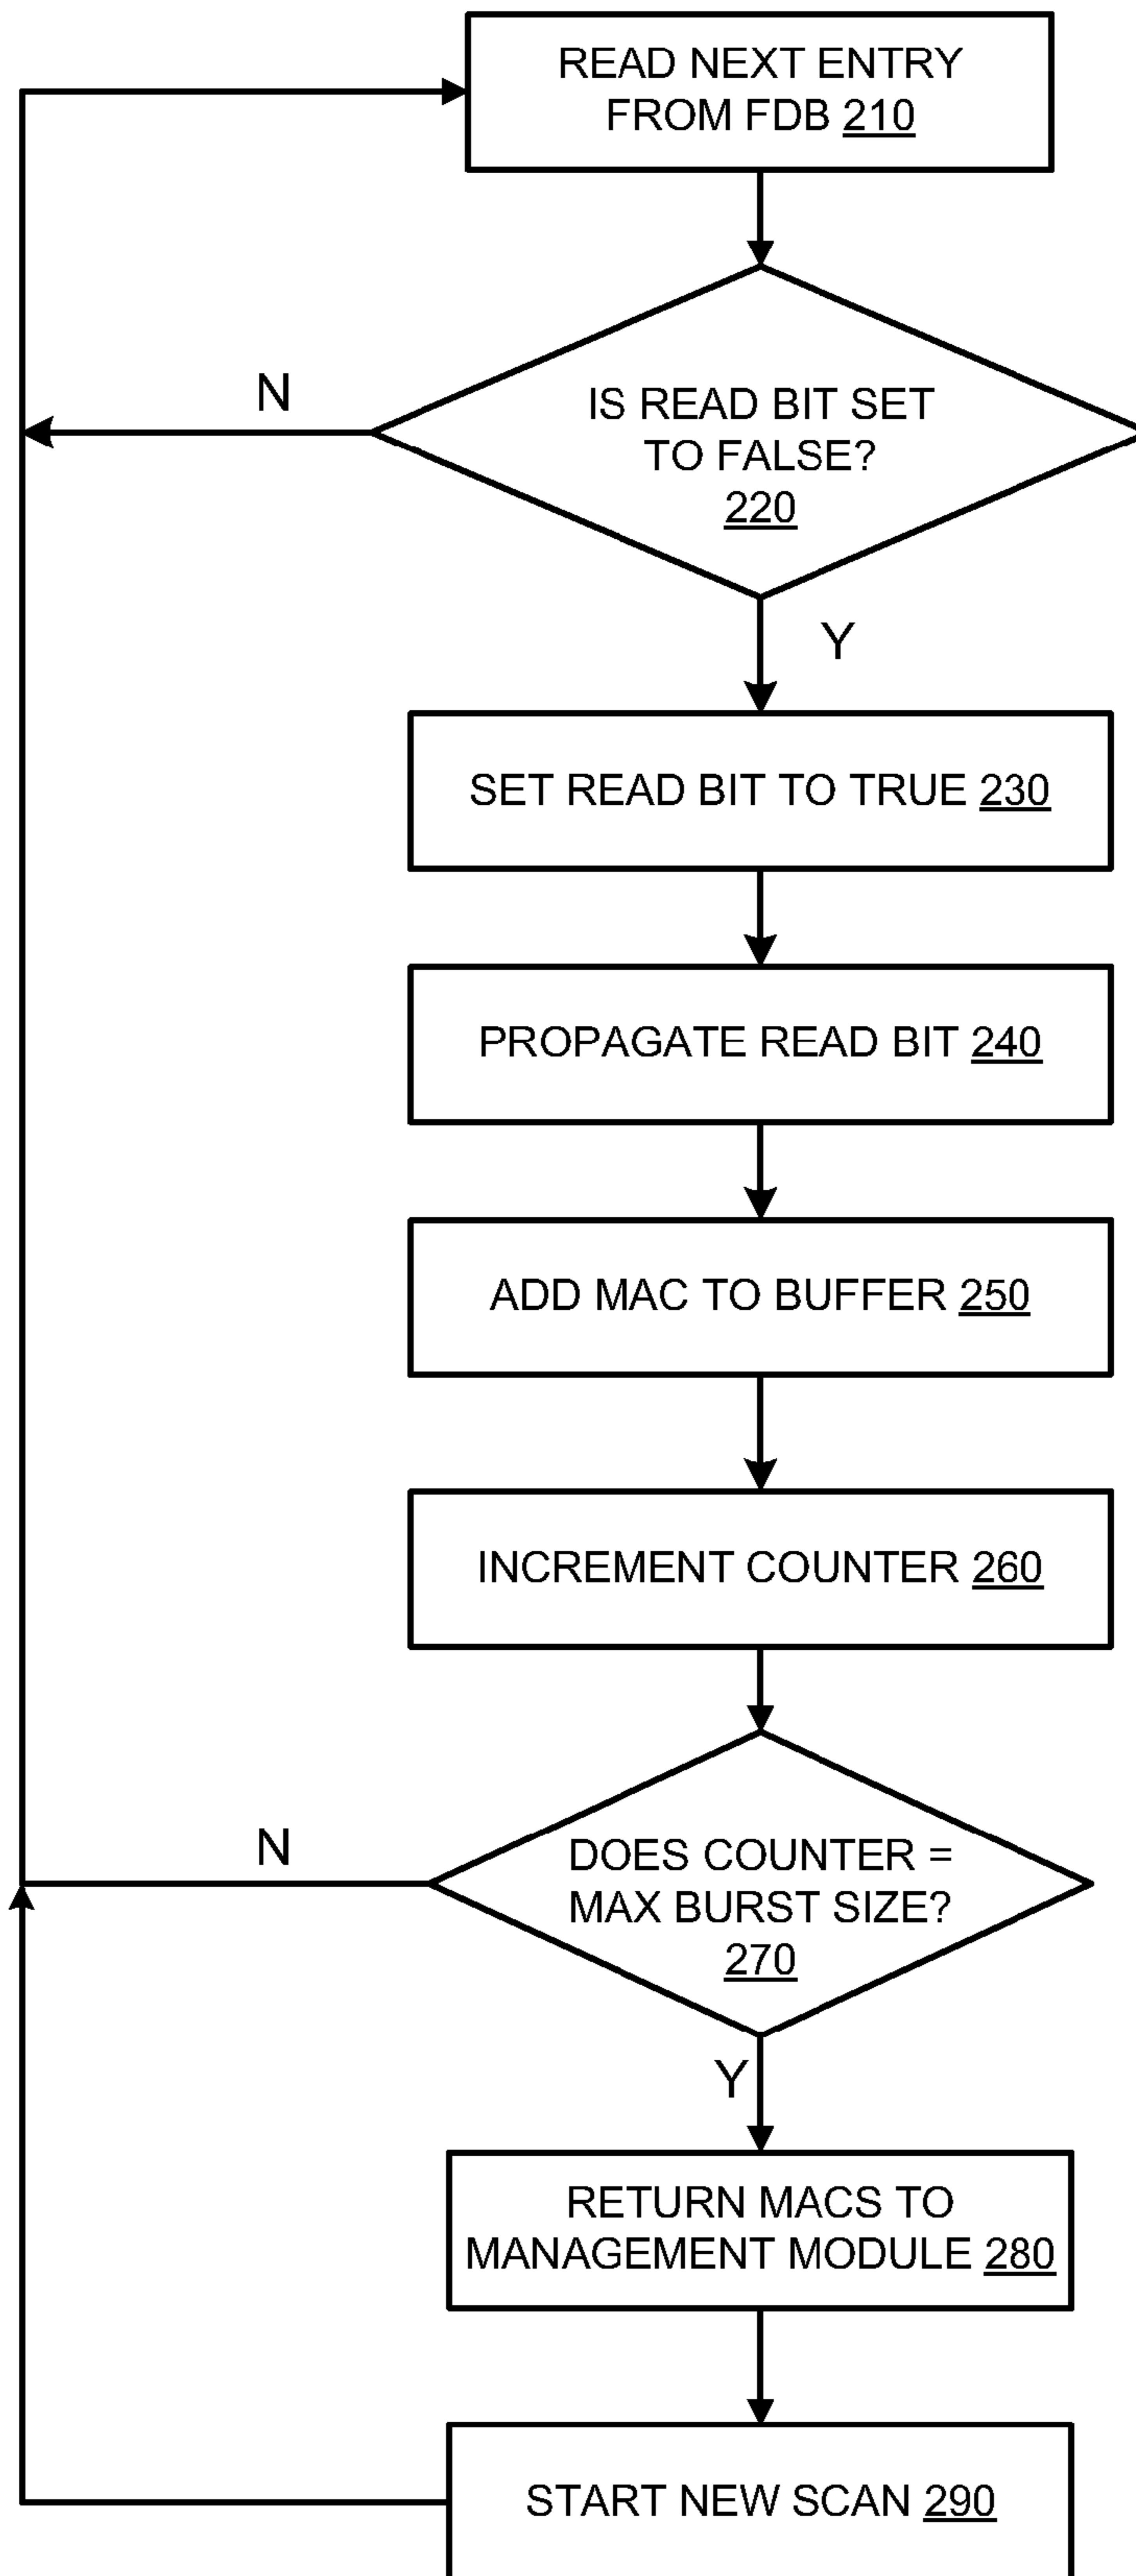 READ NEXT ENTRY
FROM FDB 210
N
IS READ BIT SET
TO FALSE?
220
Y
SET READ BIT TO TRUE 230
PROPAGATE READ BIT 240
ADD MAC TO BUFFER 250
INCREMENT COUNTER 260
N
DOES COUNTER =
MAX BURST SIZE?
270
Y
RETURN MACS TO
MANAGEMENT MODULE 280
START NEW SCAN 290